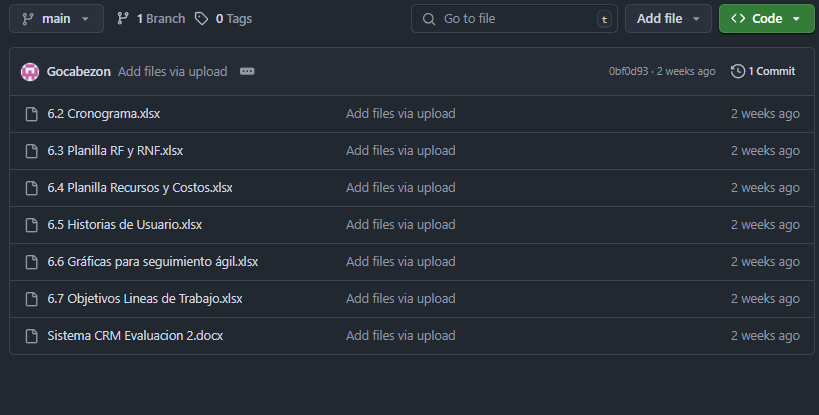 main 1 Branch 0 Tags Go to file t Add file Code
Gocabezon Add files via upload 0bf0d93 · 2 weeks ago 1 Commit
6.2 Cronograma.xlsx Add files via upload 2 weeks ago
6.3 Planilla RF y RNF.xlsx Add files via upload 2 weeks ago
6.4 Planilla Recursos y Costos.xlsx Add files via upload 2 weeks ago
6.5 Historias de Usuario.xlsx Add files via upload 2 weeks ago
6.6 Gráficas para seguimiento ágil.xlsx Add files via upload 2 weeks ago
6.7 Objetivos Lineas de Trabajo.xlsx Add files via upload 2 weeks ago
Sistema CRM Evaluacion 2.docx Add files via upload 2 weeks ago